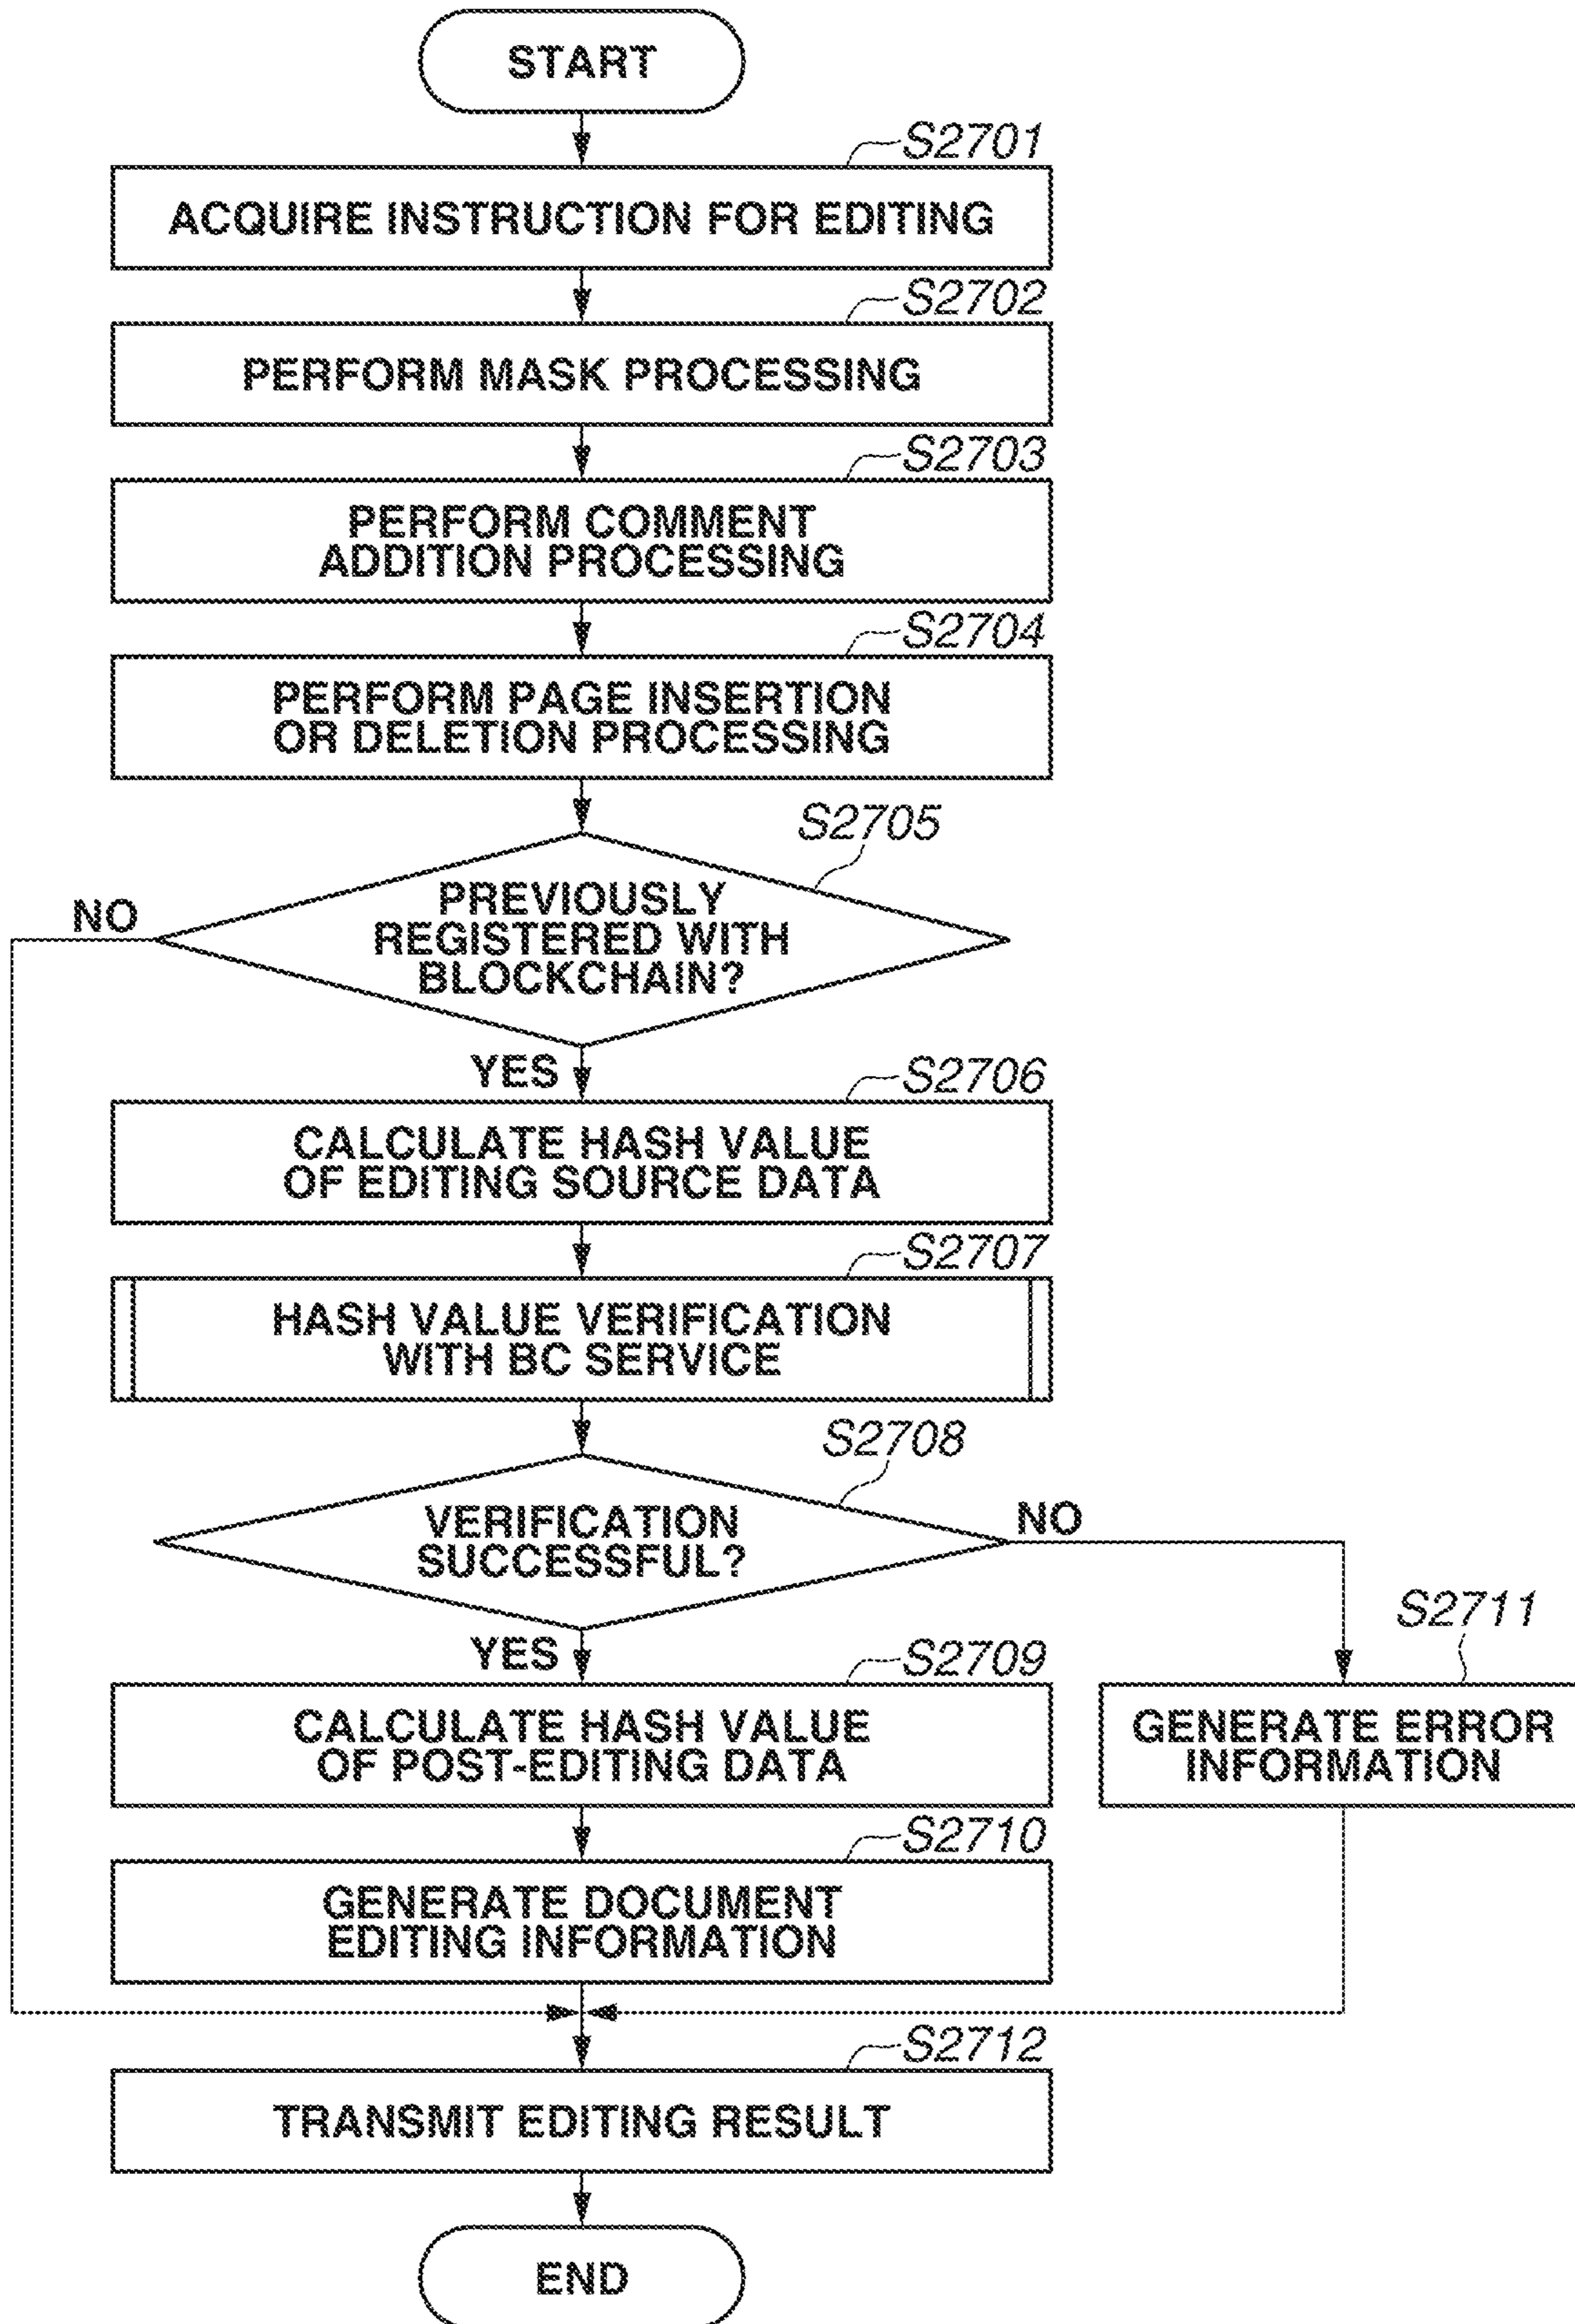 START
S2701
ACQUIRE INSTRUCTION FOR EDITING
S2702
PERFORM MASK PROCESSING
S2703
PERFORM COMMENT
ADDITION PROCESSING
S2704
PERFORM PAGE INSERTION
OR DELETION PROCESSING
S2705
PREVIOUSLY
REGISTERED WITH
BLOCKCHAIN?
NO
YES
S2706
CALCULATE HASH VALUE
OF EDITING SOURCE DATA
S2707
HASH VALUE VERIFICATION
WITH BC SERVICE
S2708
VERIFICATION
SUCCESSFUL?
NO
YES
S2709
CALCULATE HASH VALUE
OF POST-EDITING DATA
S2711
GENERATE ERROR
INFORMATION
S2710
GENERATE DOCUMENT
EDITING INFORMATION
S2712
TRANSMIT EDITING RESULT
END